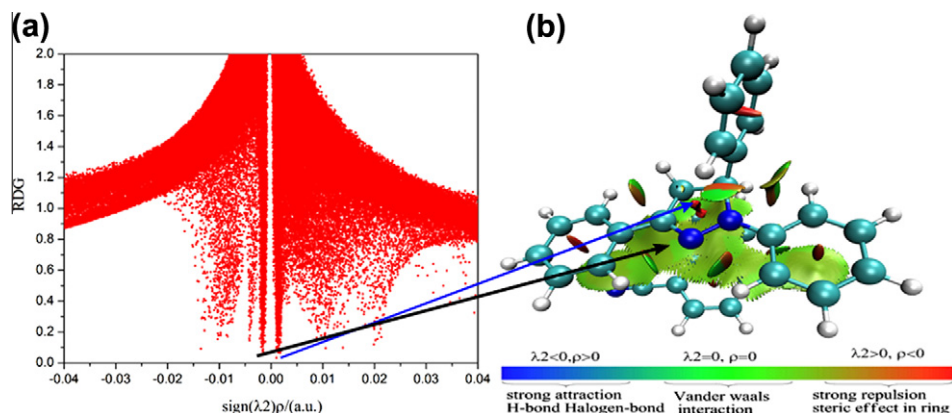 (a)
(b)
RDG
2.0
1.8
1.6
1.4
1.2
1.0
0.8
0.6
0.4
0.2
0.0
-0.04 -0.03 -0.02 -0.01 0.00 0.01 0.02 0.03 0.04
sign(λ2)ρ/(a.u.)
λ2<0,ρ>0 λ2=0, ρ=0 λ2>0, ρ<0
strong attraction Vander waals strong repulsion
H-bond Halogen-bond interaction steric effect in ring